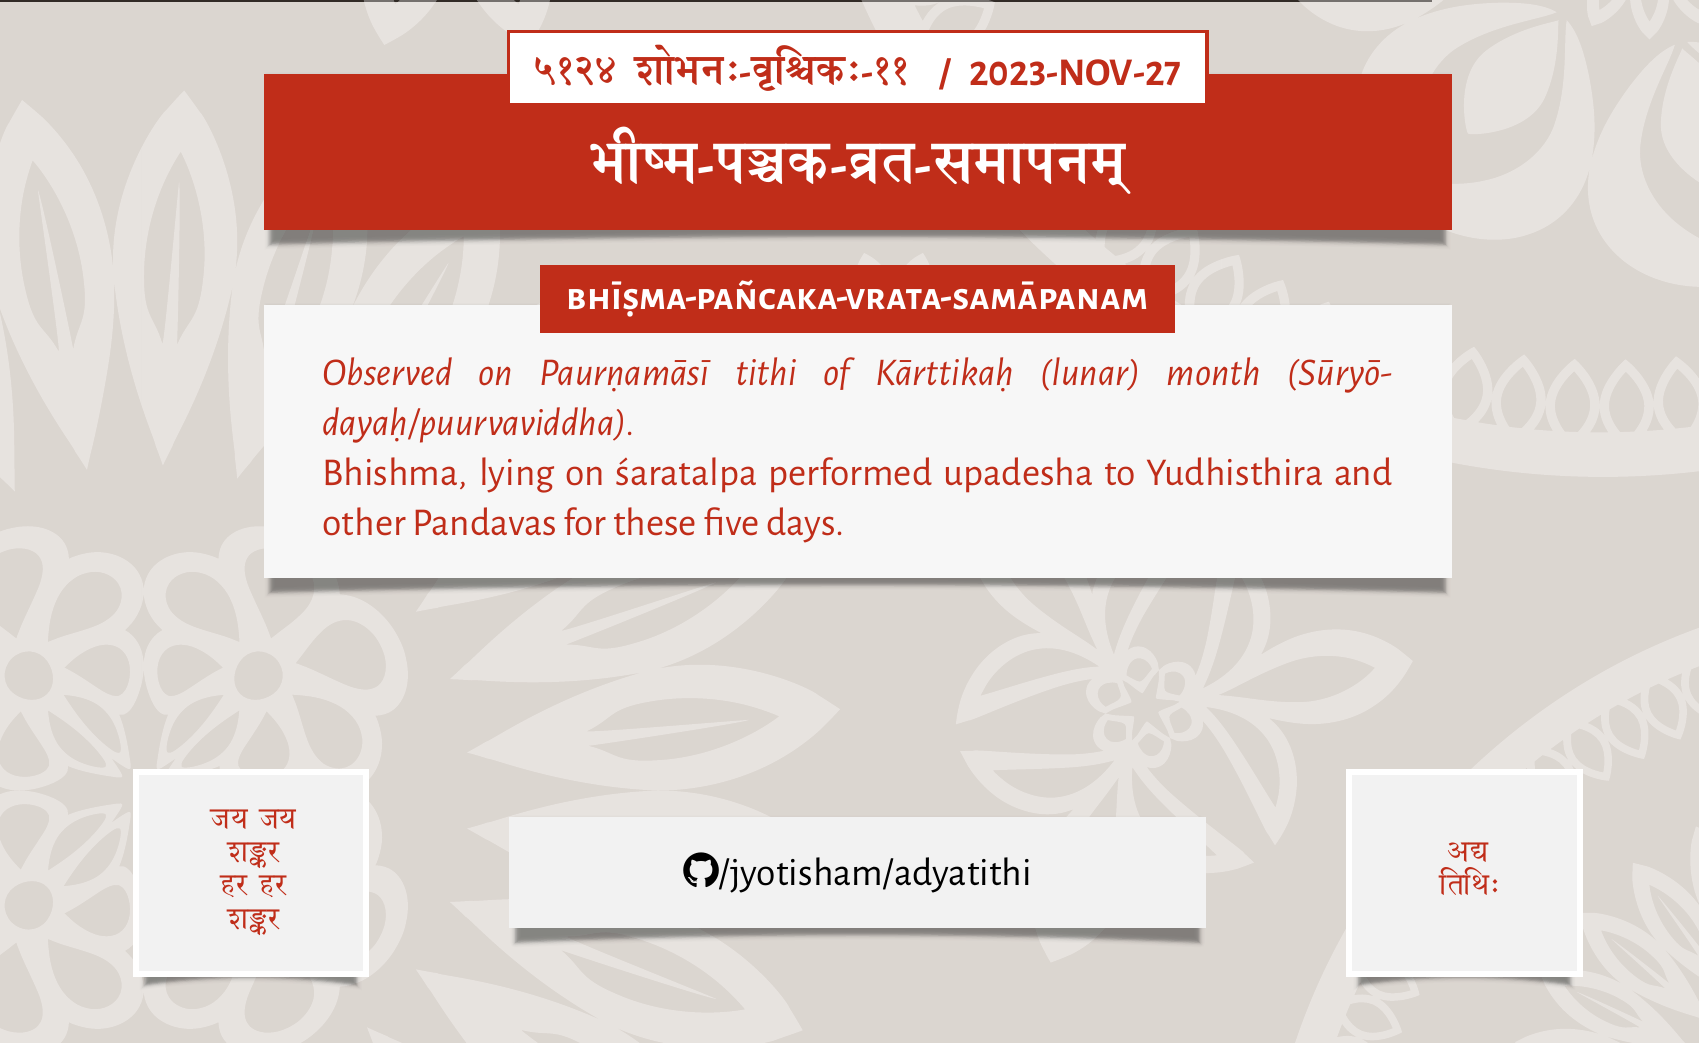 ५१२४ शोभनः-वृश्चिकः-११ / 2023-NOV-27
भीष्म-पञ्चक-व्रत-समापनम्
BHĪṢMA-PAÑCAKA-VRATA-SAMĀPANAM
Observed on Paurṇamāsī tithi of Kārttikaḥ (lunar) month (Sūryō-
dayaḥ/puurvaviddha).
Bhishma, lying on śaratalpa performed upadesha to Yudhisthira and
other Pandavas for these five days.
जय जय
शङ्कर
हर हर
शङ्कर
/jyotisham/adyatithi
अद्य
तिथिः